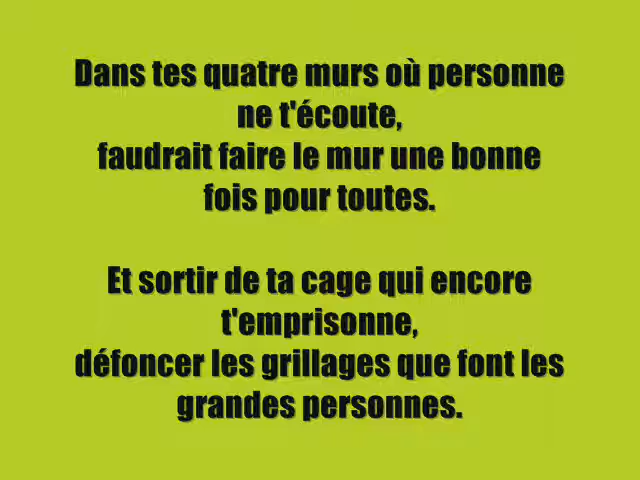 Dans tes quatre murs où personne
ne t'écoute,
faudrait faire le mur une bonne
fois pour toutes.
Et sortir de ta cage qui encore
t'emprisonne,
défoncer les grillages que font les
grandes personnes.